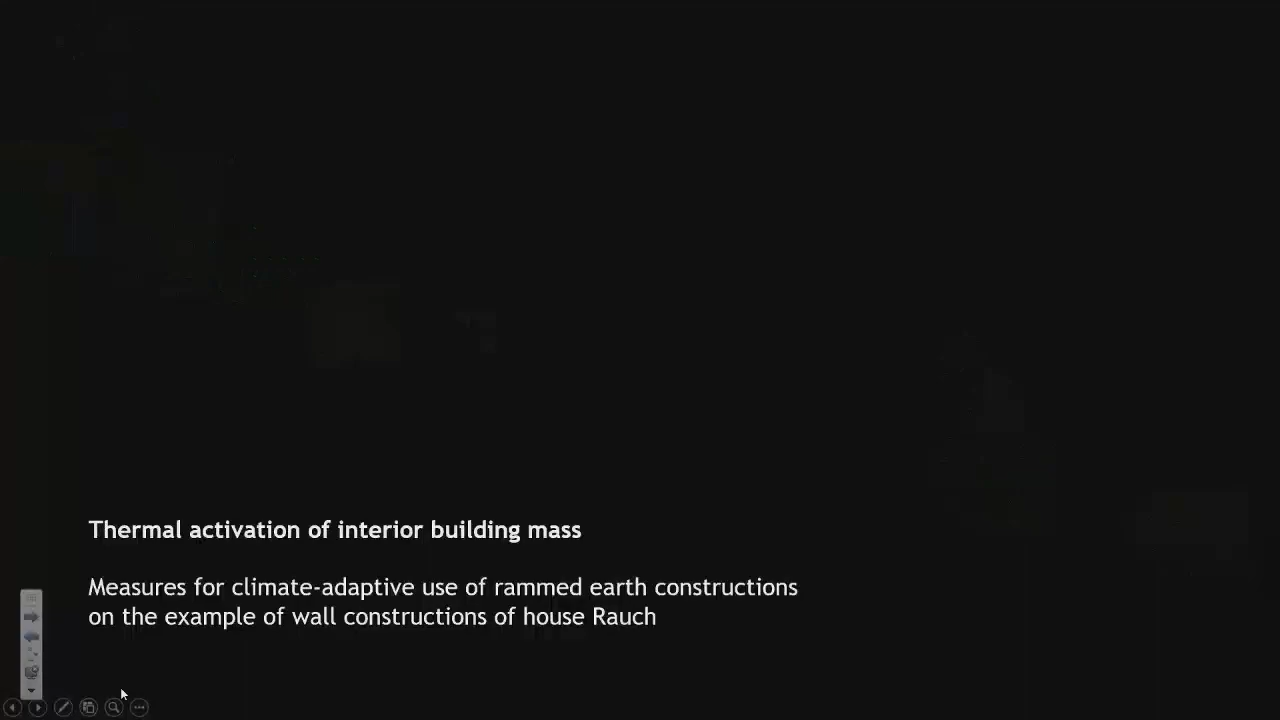 Thermal activation of interior building mass
Measures for climate-adaptive use of rammed earth constructions
on the example of wall constructions of house Rauch